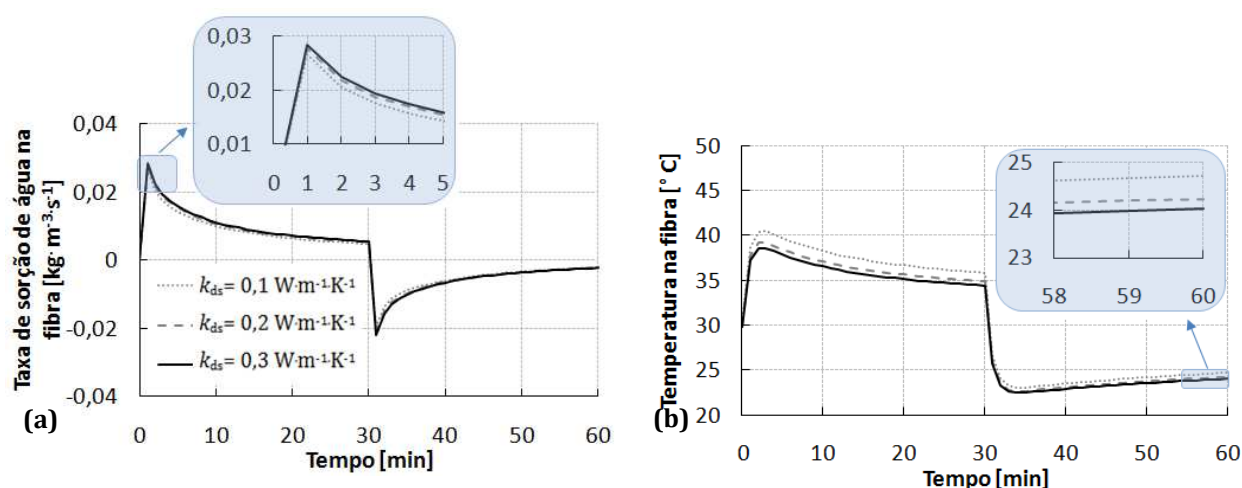 0,03
0,02
0,01
0 1 2 3 4 5
Taxa de sorção de água na
fibra [kg· m-3·s-1]
0,04
0,02
0
-0,02
-0,04
kds= 0,1 W·m-1·K-1
kds= 0,2 W·m-1·K-1
kds= 0,3 W·m-1·K-1
(a)
0 10 20 30 40 50 60
Tempo [min]
Temperatura na fibra [° C]
50
45
40
35
30
25
20
25
24
23
58 59 60
(b)
0 10 20 30 40 50 60
Tempo [min]